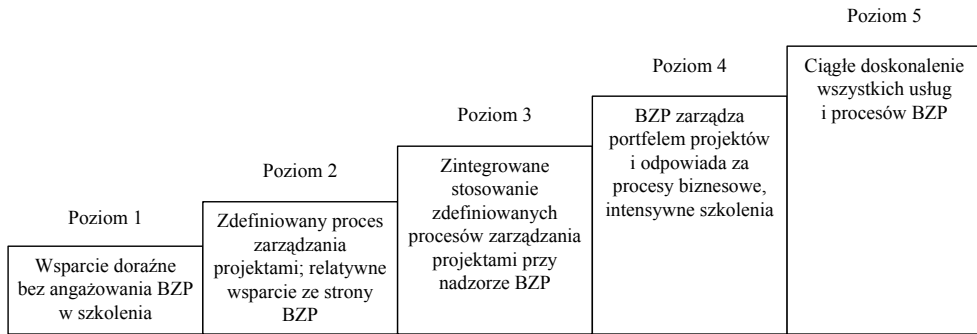 Poziom 1
Wsparcie doraźne
bez angażowania BZP
w szkolenia
Poziom 2
Zdefiniowany proces
zarządzania
projektami; relatywne
wsparcie ze strony
BZP
Poziom 3
Zintegrowane
stosowanie
zdefiniowanych
procesów zarządzania
projektami przy
nadzorze BZP
Poziom 4
BZP zarządza
portfelem projektów
i odpowiada za
procesy biznesowe,
intensywne szkolenia
Poziom 5
Ciągłe doskonalenie
wszystkich usług
i procesów BZP